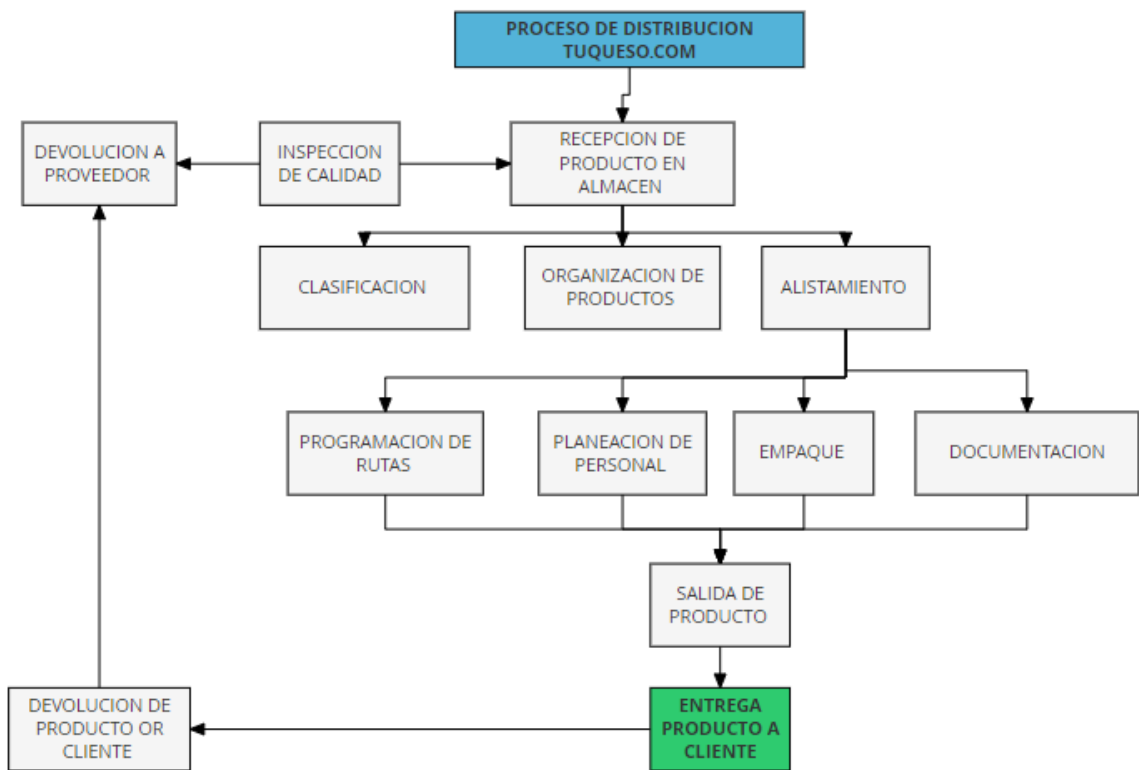 PROCESO DE DISTRIBUCION
TUQUESO.COM
DEVOLUCION A
PROVEEDOR
INSPECCION
DE CALIDAD
RECEPCION DE
PRODUCTO EN
ALMACEN
CLASIFICACION
ORGANIZACION DE
PRODUCTOS
ALISTAMIENTO
PROGRAMACION DE
RUTAS
PLANEACION DE
PERSONAL
EMPAQUE
DOCUMENTACION
SALIDA DE
PRODUCTO
DEVOLUCION DE
PRODUCTO OR
CLIENTE
ENTREGA
PRODUCTO A
CLIENTE